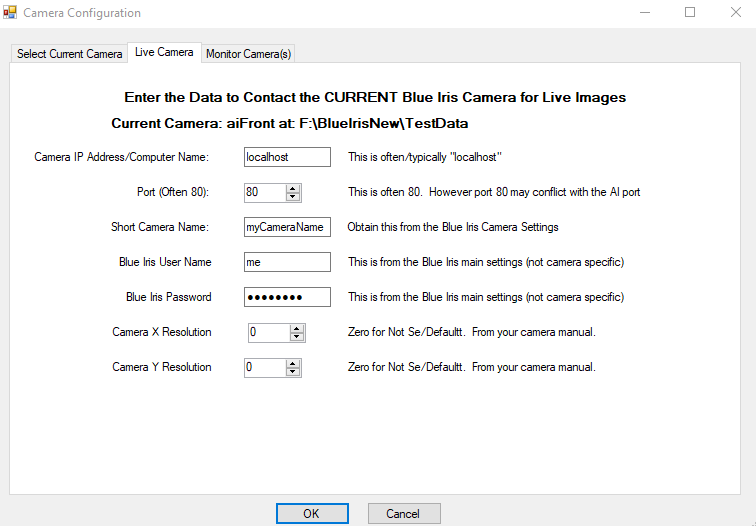 Camera Configuration
Select Current Camera Live Camera Monitor Camera(s)
Enter the Data to Contact the CURRENT Blue Iris Camera for Live Images
Current Camera: aiFront at: F:\BlueIrisNew\TestData
Camera IP Address/Computer Name: localhost This is often/typically "localhost"
Port (Often 80): 80 This is often 80. However port 80 may conflict with the AI port
Short Camera Name: myCameraName Obtain this from the Blue Iris Camera Settings
Blue Iris User Name me This is from the Blue Iris main settings (not camera specific)
Blue Iris Password ●●●●●●●● This is from the Blue Iris main settings (not camera specific)
Camera X Resolution 0 Zero for Not Se/Defaultt. From your camera manual.
Camera Y Resolution 0 Zero for Not Se/Defaultt. From your camera manual.
OK Cancel